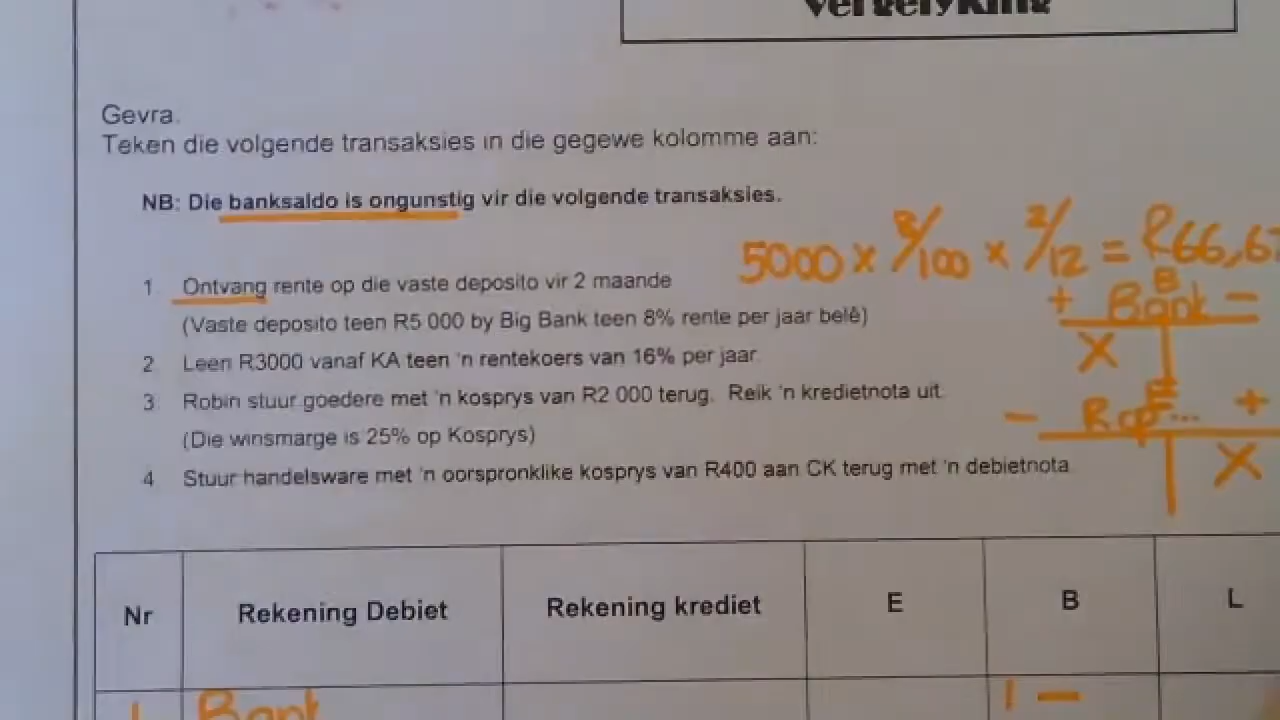 Vergelyking
Gevra.
Teken die volgende transaksies in die gegewe kolomme aan:
NB: Die banksaldo is ongunstig vir die volgende transaksies.
5000 x 8/100 x 2/12 = R66,67
1 Ontvang rente op die vaste deposito vir 2 maande
(Vaste deposito teen R5 000 by Big Bank teen 8% rente per jaar belê)
B
+ Bank -
X
2 Leen R3000 vanaf KA teen 'n rentekoers van 16% per jaar.
3 Robin stuur goedere met 'n kosprys van R2 000 terug. Reik 'n kredietnota uit.
E
- Rop... +
X
(Die winsmarge is 25% op Kosprys)
4 Stuur handelsware met 'n oorspronklike kosprys van R400 aan CK terug met 'n debietnota
Nr Rekening Debiet Rekening krediet E B L
1 Bank 1 -